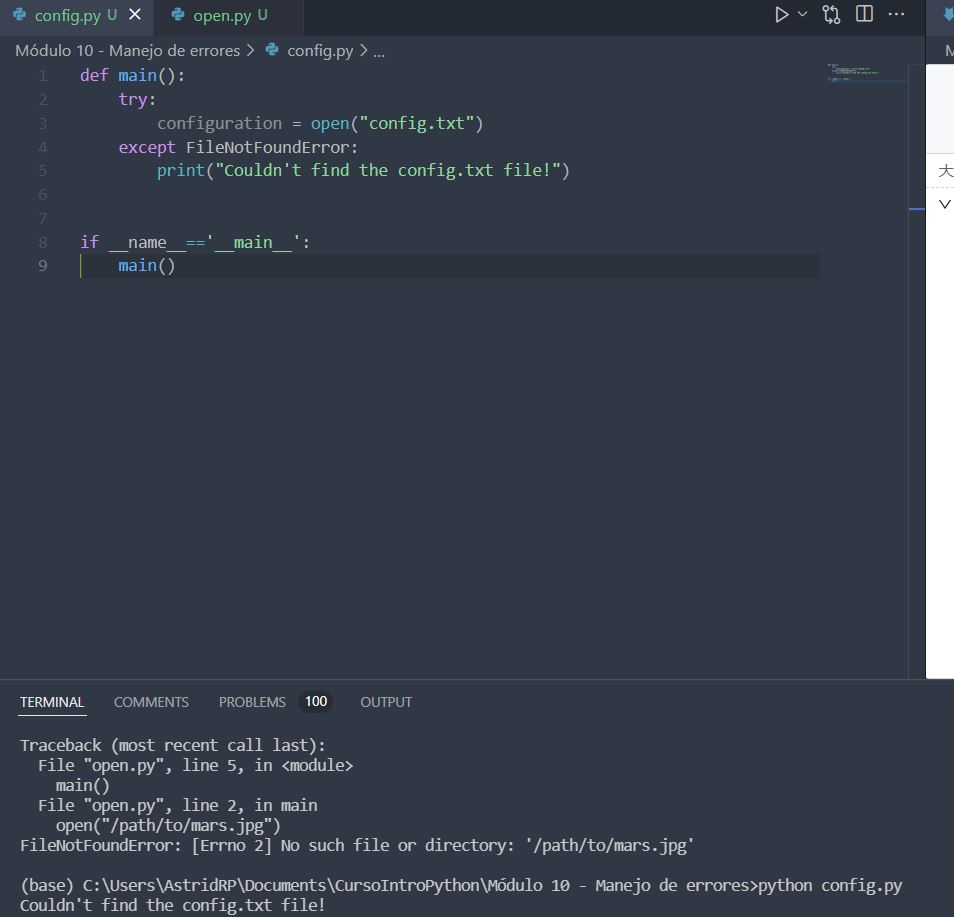 config.py U
open.py U
Módulo 10 - Manejo de errores > config.py > ...
M
1 def main():
2 try:
3 configuration = open("config.txt")
4 except FileNotFoundError:
5 print("Couldn't find the config.txt file!")
6
7
8 if __name__=='__main__':
9 main()
大
TERMINAL COMMENTS PROBLEMS 100 OUTPUT
Traceback (most recent call last):
File "open.py", line 5, in <module>
main()
File "open.py", line 2, in main
open("/path/to/mars.jpg")
FileNotFoundError: [Errno 2] No such file or directory: '/path/to/mars.jpg'
(base) C:\Users\AstridRP\Documents\CursoIntroPython\Módulo 10 - Manejo de errores>python config.py
Couldn't find the config.txt file!